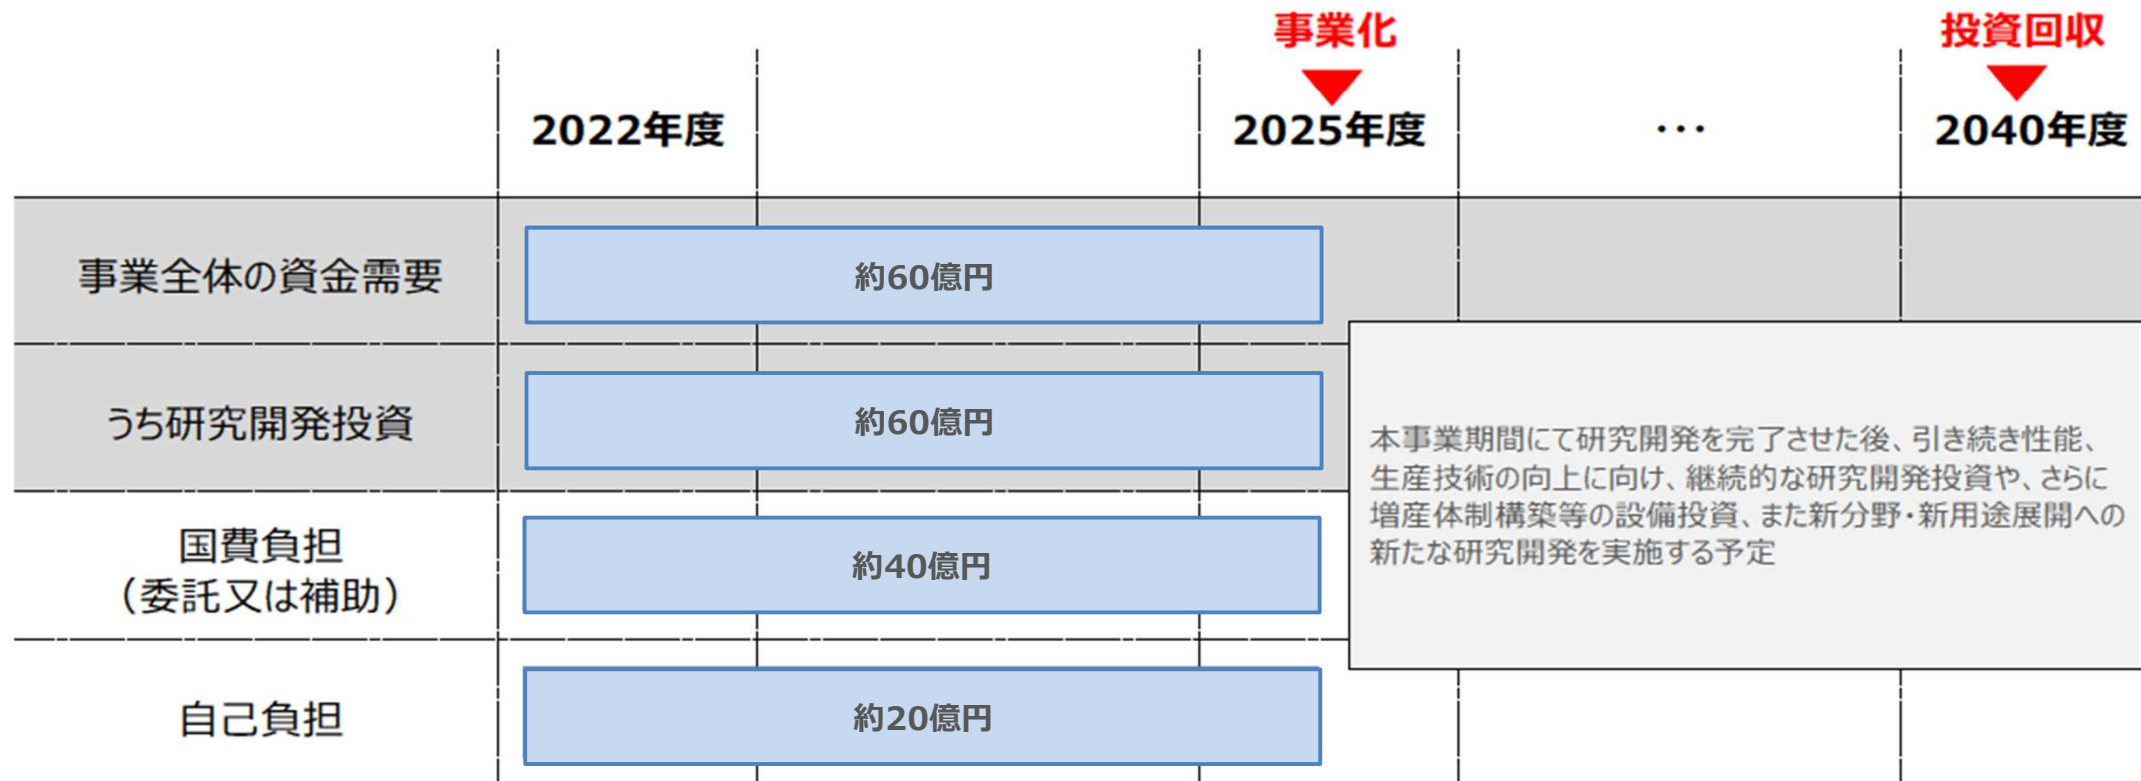 事業化
投資回収
2022年度
2025年度
・・・
2040年度
事業全体の資金需要
約60億円
うち研究開発投資
約60億円
国費負担
（委託又は補助）
約40億円
自己負担
約20億円
本事業期間にて研究開発を完了させた後、引き続き性能、
生産技術の向上に向け、継続的な研究開発投資や、さらに
増産体制構築等の設備投資、また新分野・新用途展開への
新たな研究開発を実施する予定